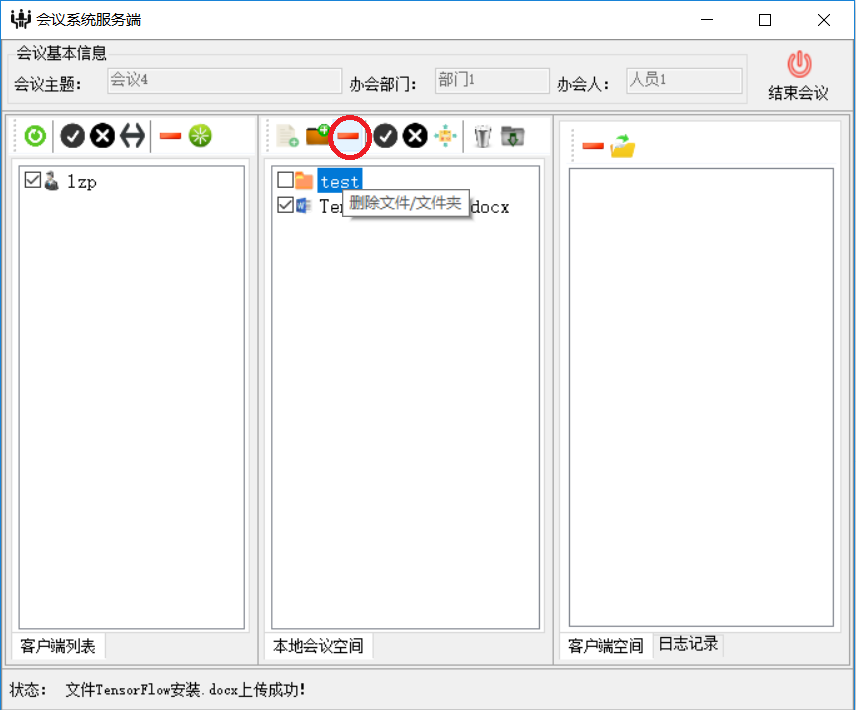 会议系统服务端
会议基本信息
会议主题： 会议4 办会部门： 部门1 办会人： 人员1
结束会议
lzp
test
删除文件/文件夹
Ten docx
客户端列表
本地会议空间
客户端空间
日志记录
状态： 文件TensorFlow安装.docx上传成功!